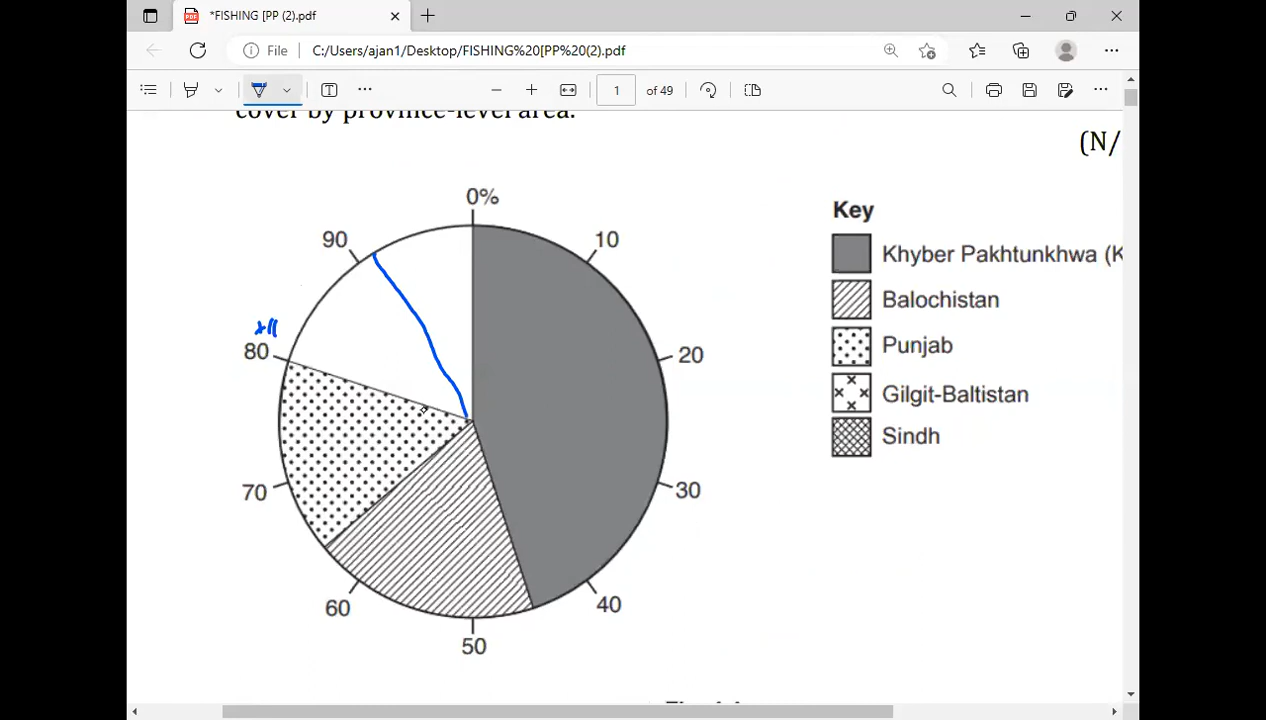 *FISHING [PP (2).pdf
File C:/Users/ajan1/Desktop/FISHING%20[PP%20(2).pdf
1 of 49
cover by province-level area.
(N/
0%
10
20
30
40
50
60
70
80
90
+11
Key
Khyber Pakhtunkhwa (K
Balochistan
Punjab
Gilgit-Baltistan
Sindh